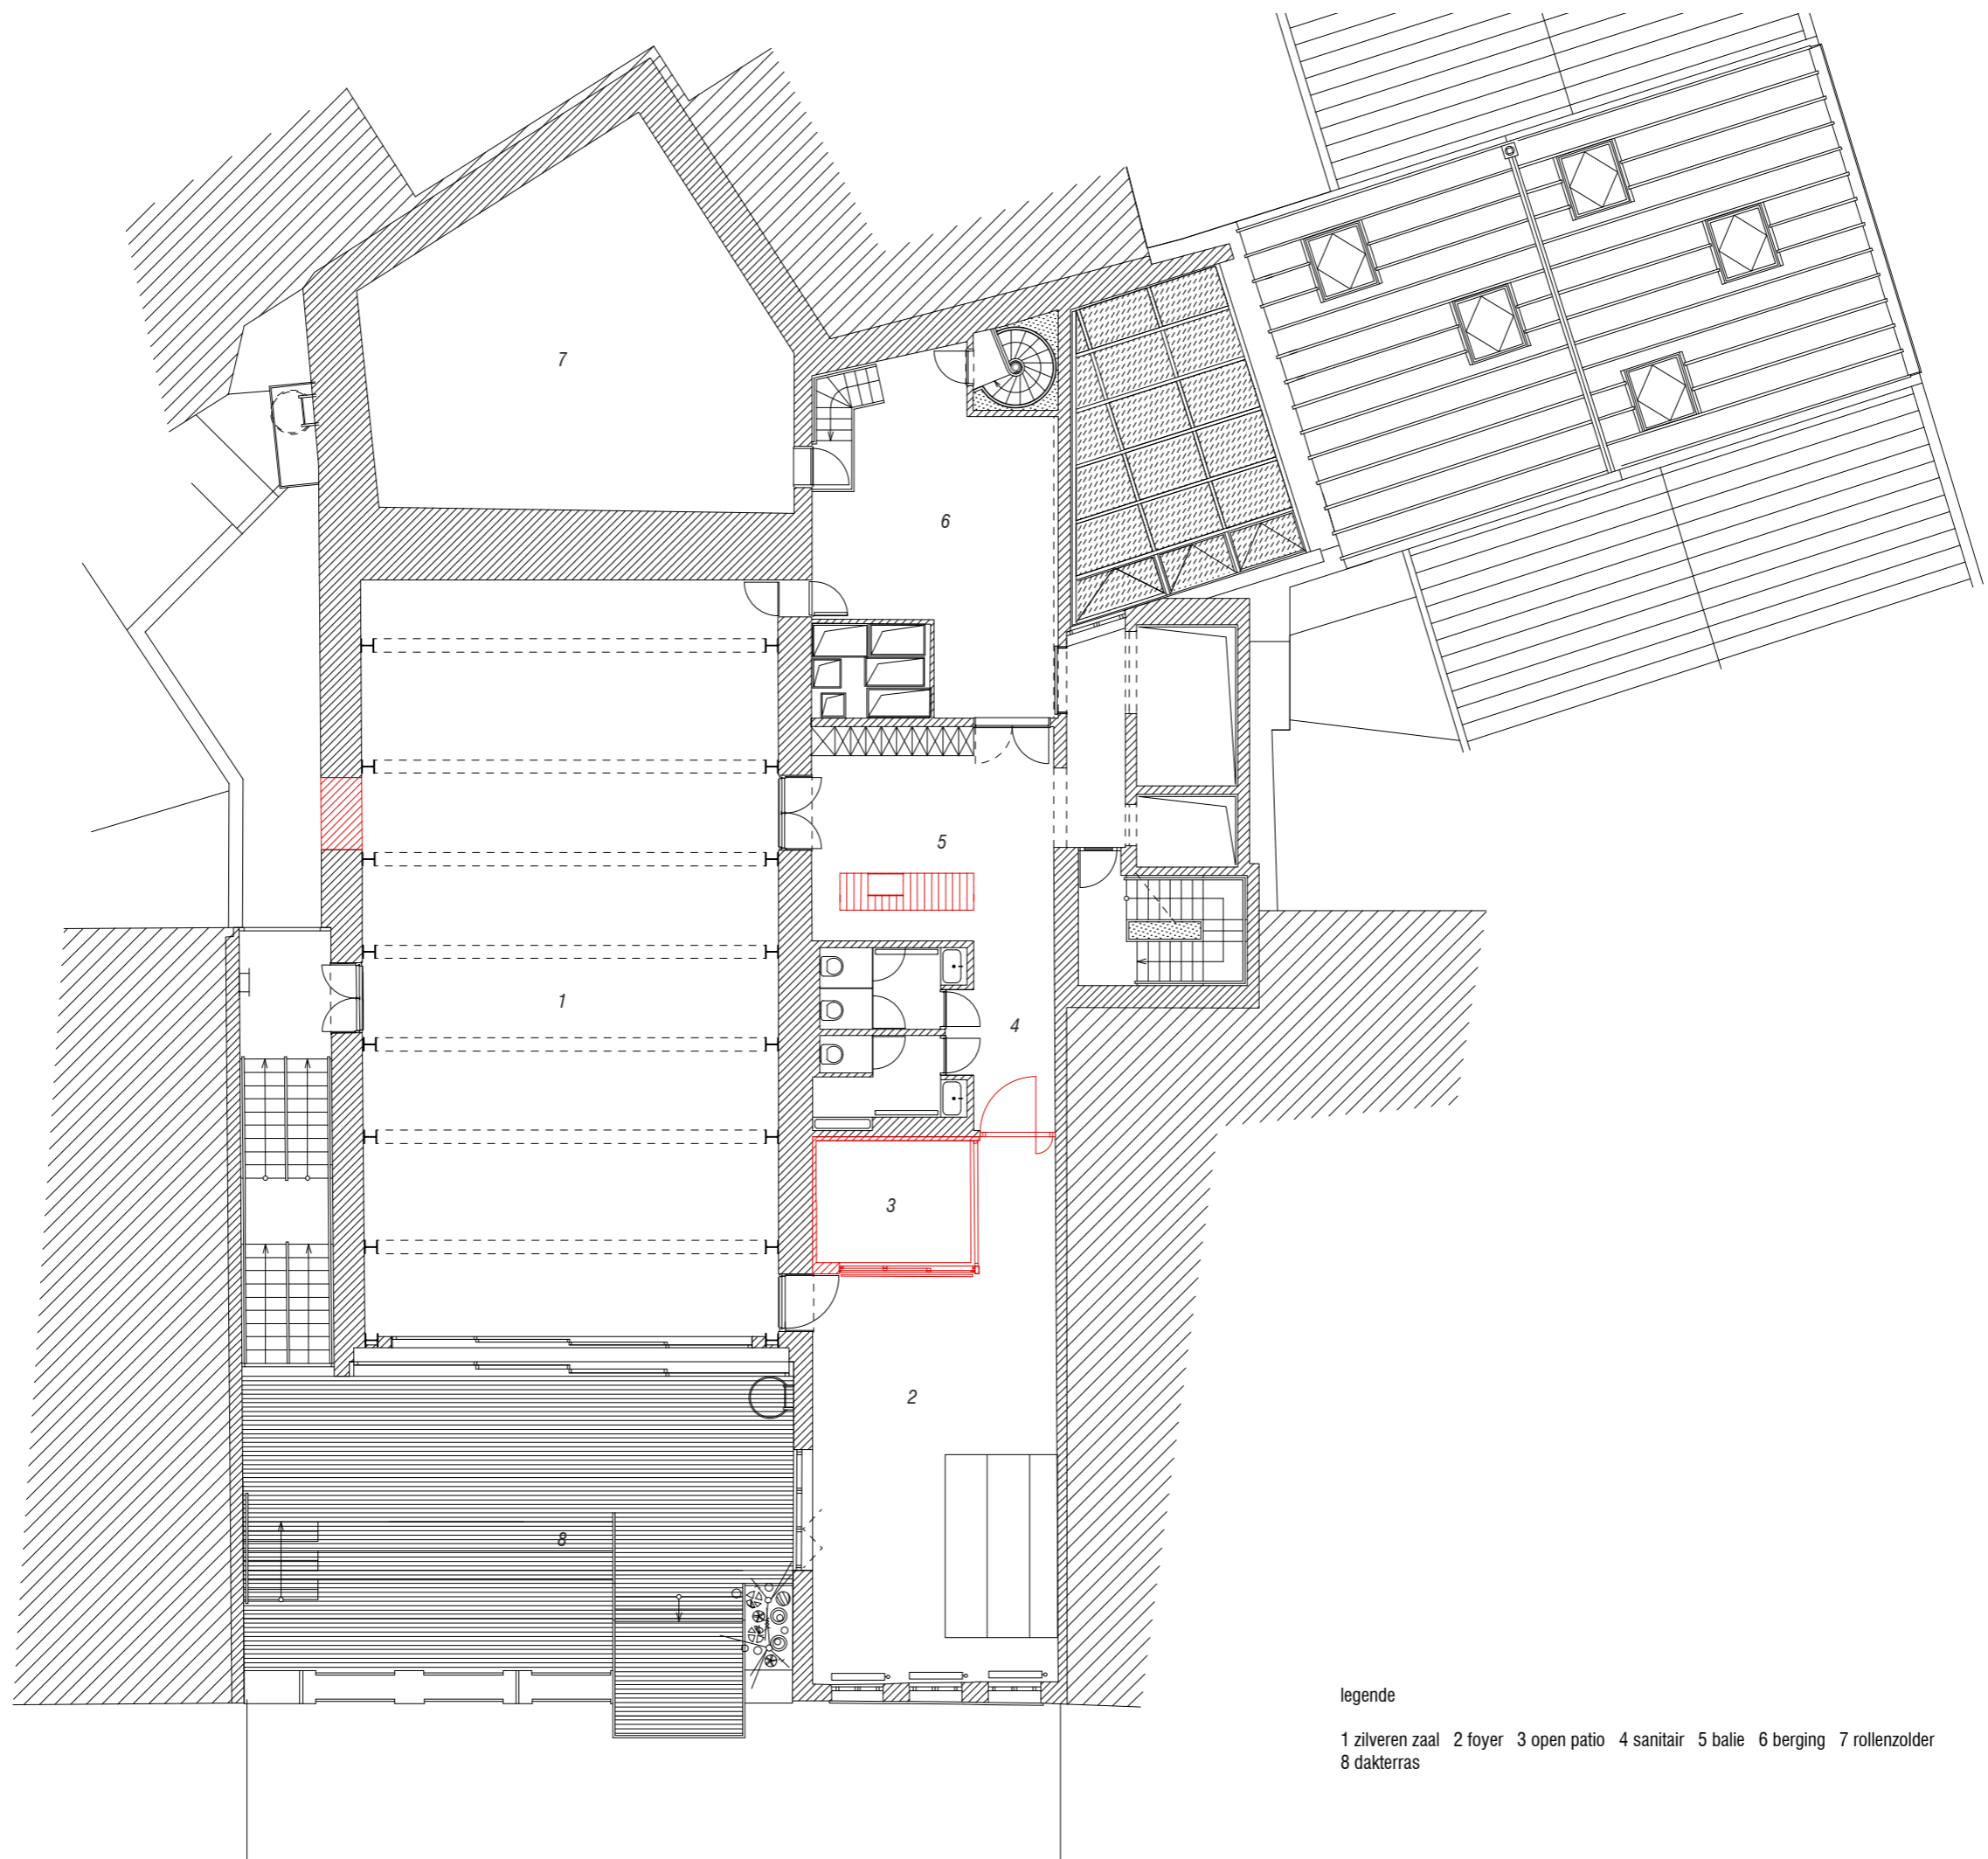 7
6
5
1
4
3
2
8
legende
1 zilveren zaal 2 foyer 3 open patio 4 sanitair 5 balie 6 berging 7 rollenzolder
8 dakterras